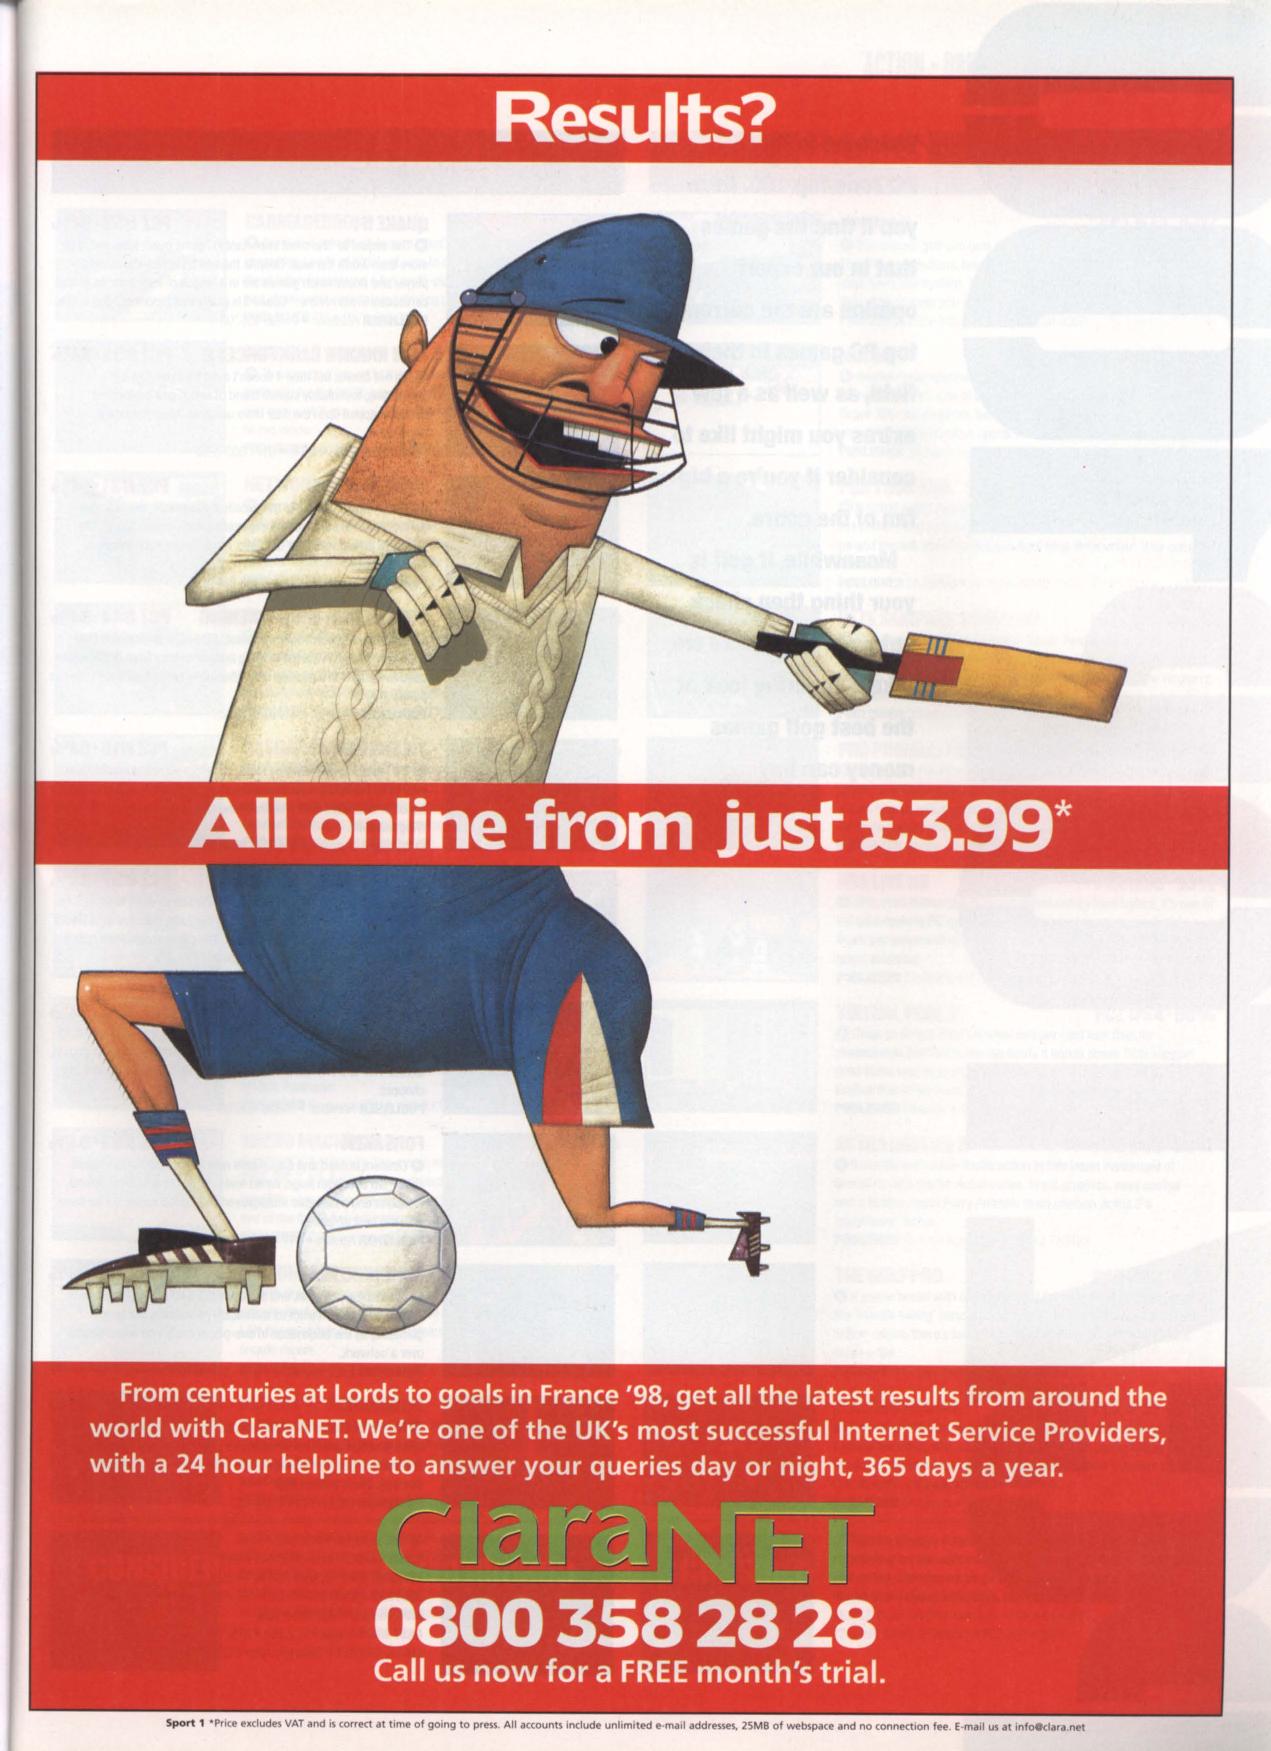 Results?
All online from just £3.99*
From centuries at Lords to goals in France '98, get all the latest results from around the
world with ClaraNET. We're one of the UK's most successful Internet Service Providers,
with a 24 hour helpline to answer your queries day or night, 365 days a year.
ClaraNET
0800 358 28 28
Call us now for a FREE month's trial.
Sport 1 *Price excludes VAT and is correct at time of going to press. All accounts include unlimited e-mail addresses, 25MB of webspace and no connection fee. E-mail us at info@clara.net